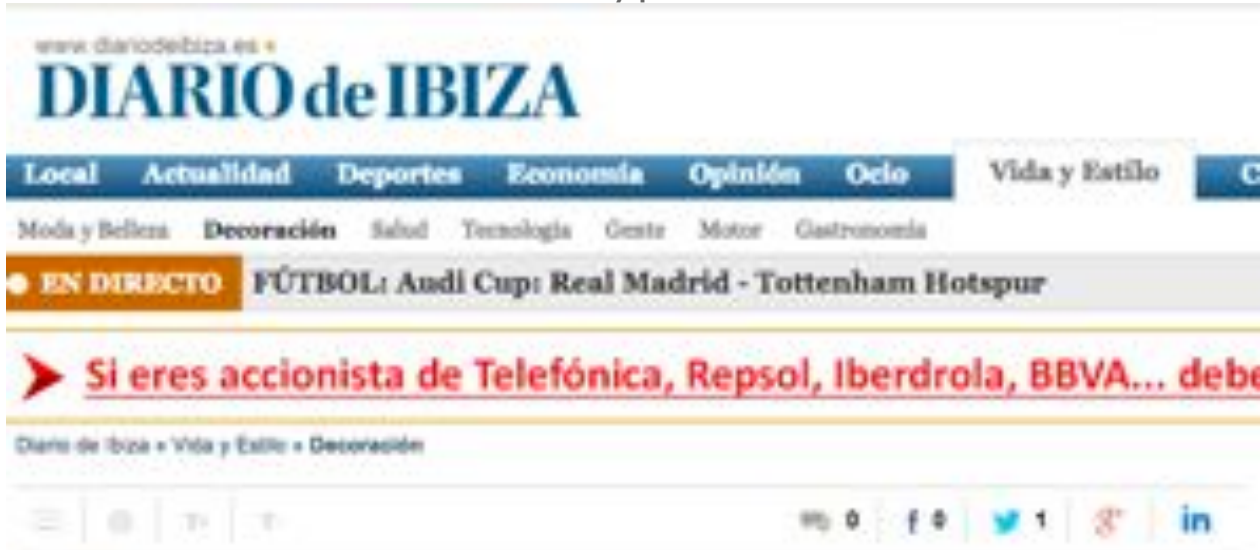 www.diariodeibiza.es
DIARIO de IBIZA
Local Actualidad Deportes Economía Opinión Ocio Vida y Estilo C
Moda y Belleza Decoración Salud Tecnología Gente Motor Gastronomía
EN DIRECTO FÚTBOL: Audi Cup: Real Madrid - Tottenham Hotspur
Si eres accionista de Telefónica, Repsol, Iberdrola, BBVA... debe
Diario de Ibiza » Vida y Estilo » Decoración
0 f 0 1 g+ in